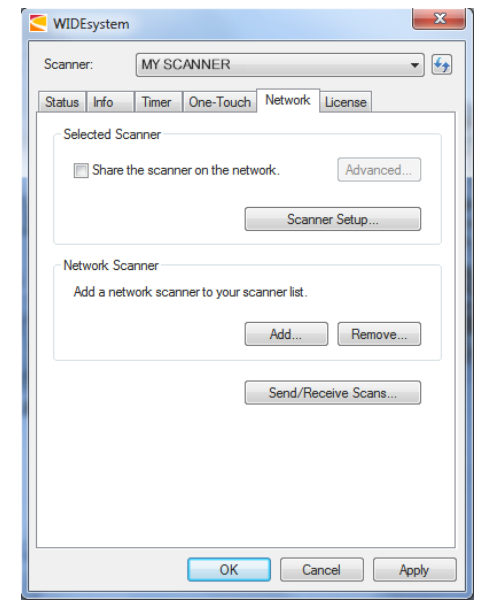 WIDEsystem
Scanner: MY SCANNER
Status Info Timer One-Touch Network License
Selected Scanner
Share the scanner on the network. Advanced...
Scanner Setup...
Network Scanner
Add a network scanner to your scanner list.
Add... Remove...
Send/Receive Scans...
OK Cancel Apply